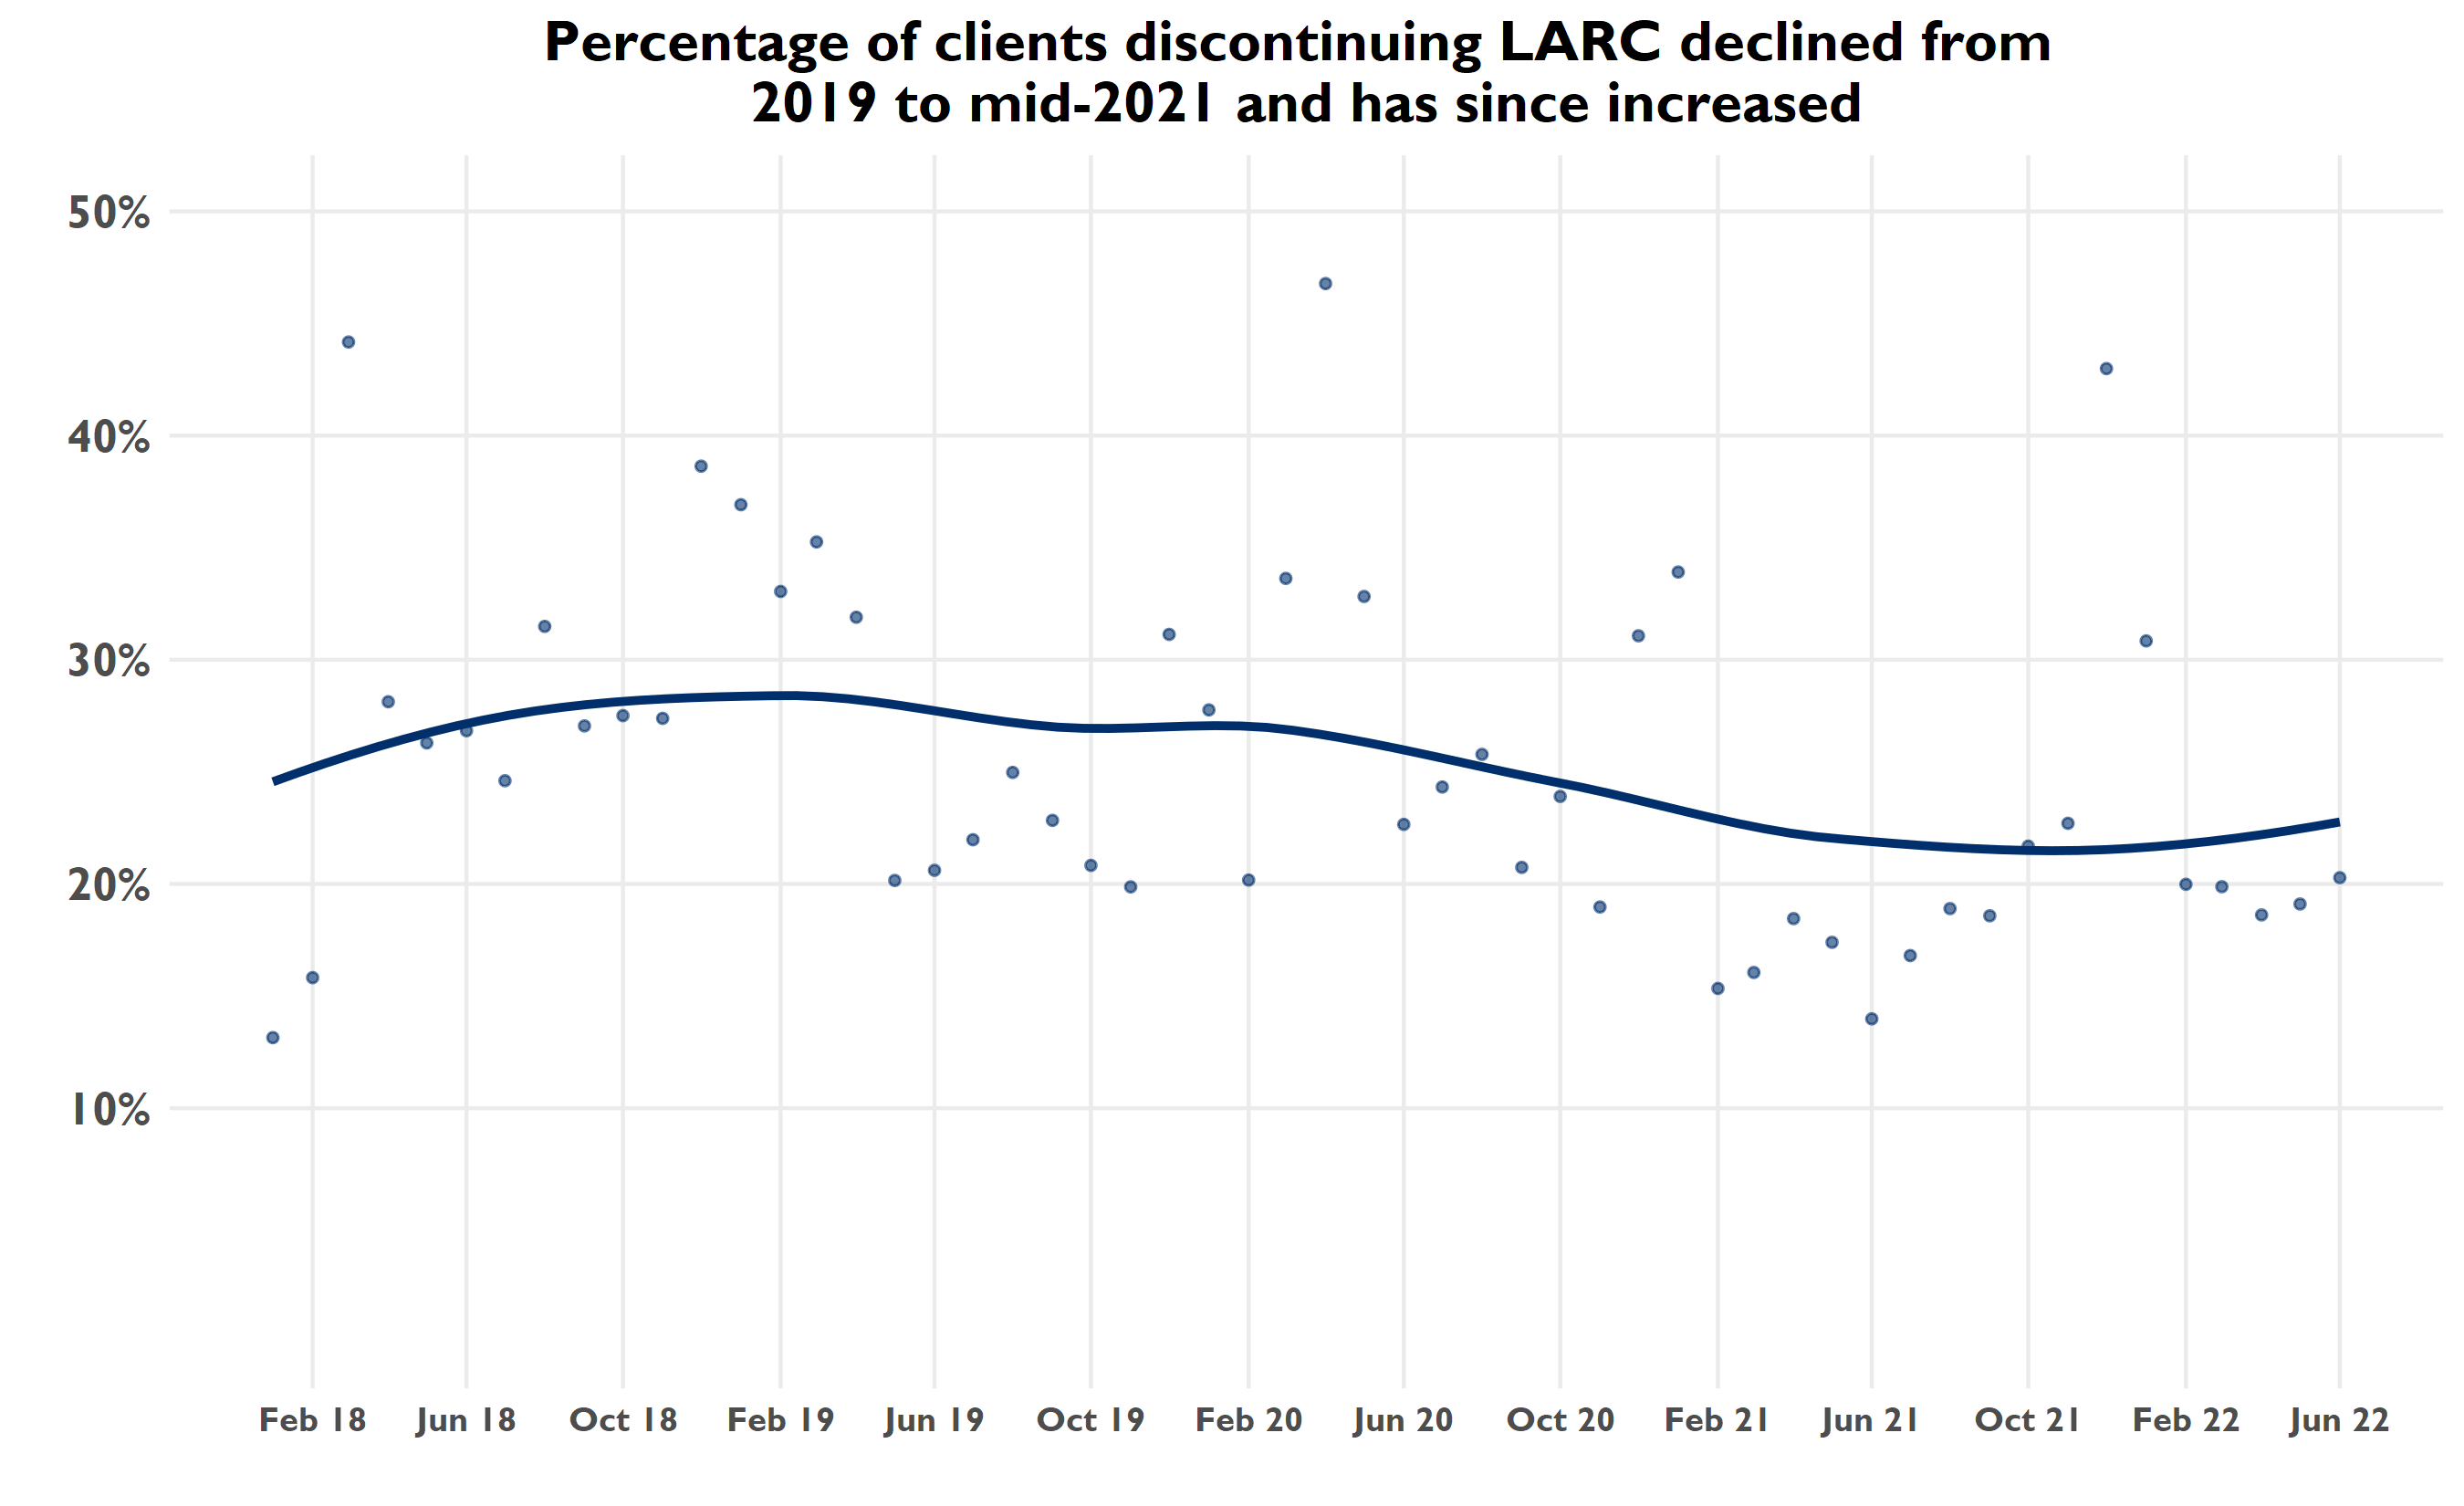 Percentage of clients discontinuing LARC declined from
2019 to mid-2021 and has since increased
50%
40%
30%
20%
10%
Feb 18 Jun 18 Oct 18 Feb 19 Jun 19 Oct 19 Feb 20 Jun 20 Oct 20 Feb 21 Jun 21 Oct 21 Feb 22 Jun 22